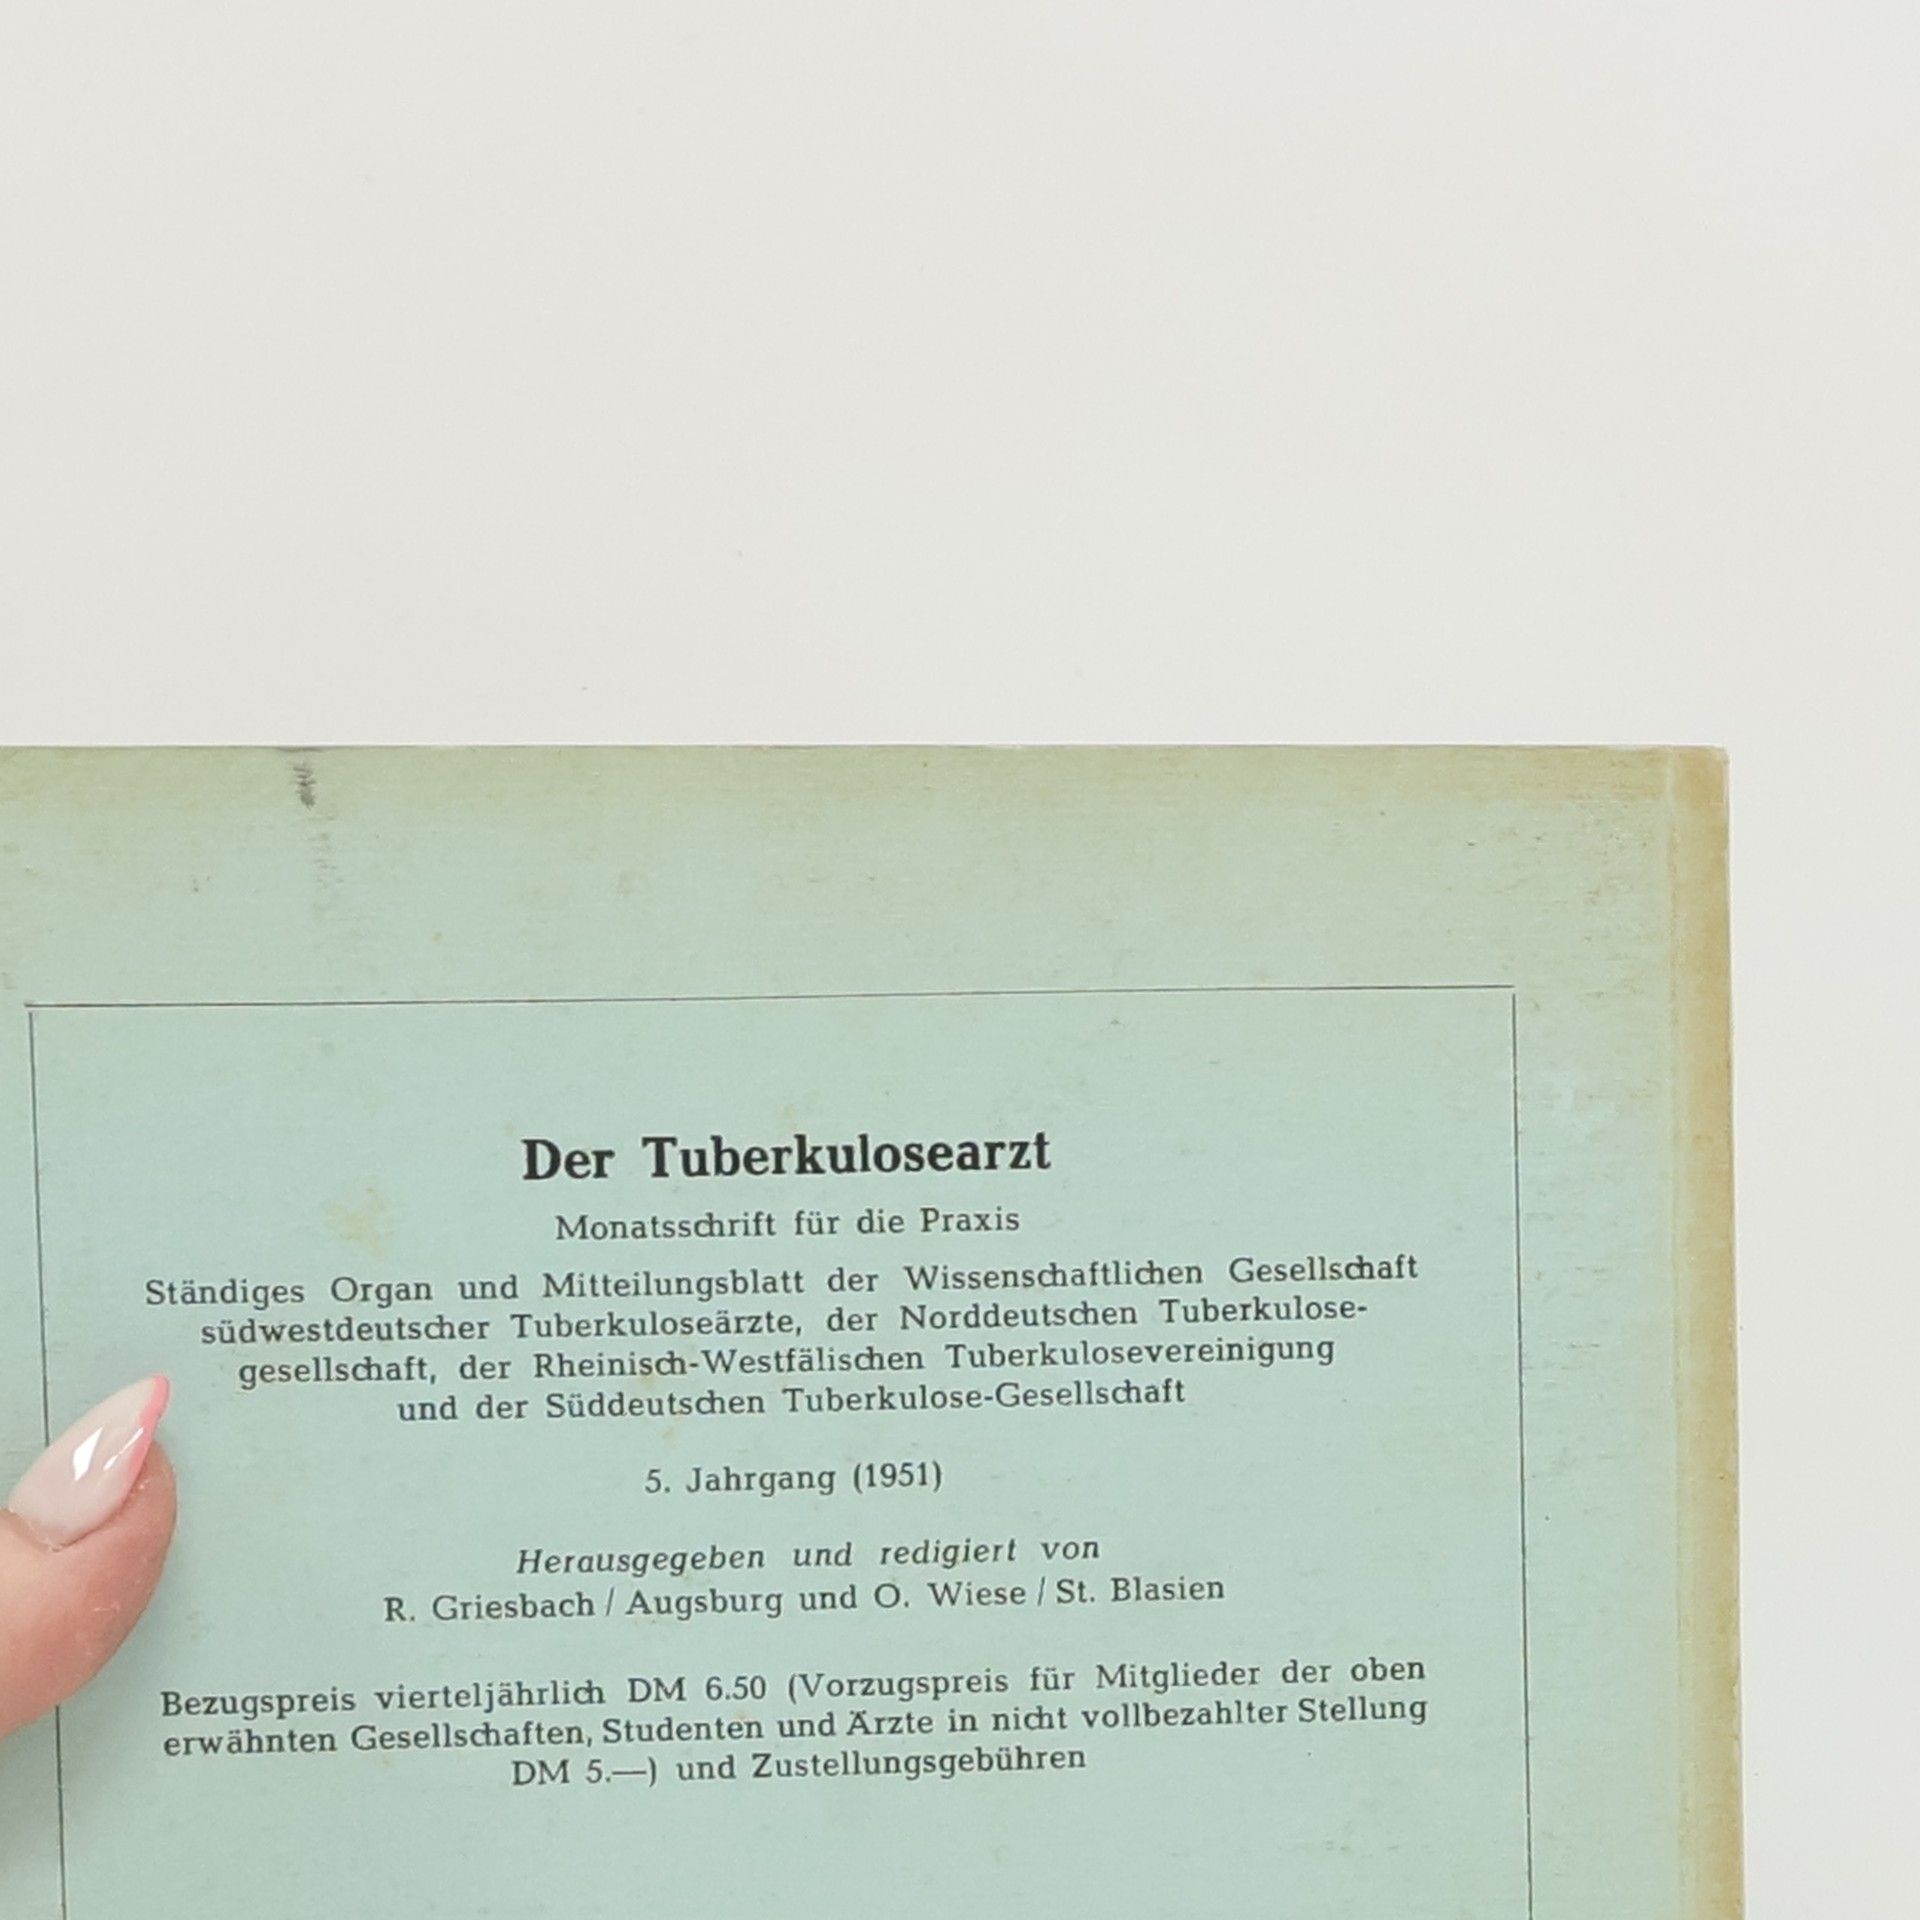 Der Tuberkulosearzt
Monatsschrift für die Praxis
Ständiges Organ und Mitteilungsblatt der Wissenschaftlichen Gesellschaft
südwestdeutscher Tuberkuloseärzte, der Norddeutschen Tuberkulose-
gesellschaft, der Rheinisch-Westfälischen Tuberkulosevereinigung
und der Süddeutschen Tuberkulose-Gesellschaft
5. Jahrgang (1951)
Herausgegeben und redigiert von
R. Griesbach / Augsburg und O. Wiese / St. Blasien
Bezugspreis vierteljährlich DM 6.50 (Vorzugspreis für Mitglieder der oben
erwähnten Gesellschaften, Studenten und Ärzte in nicht vollbezahlter Stellung
DM 5.—) und Zustellungsgebühren